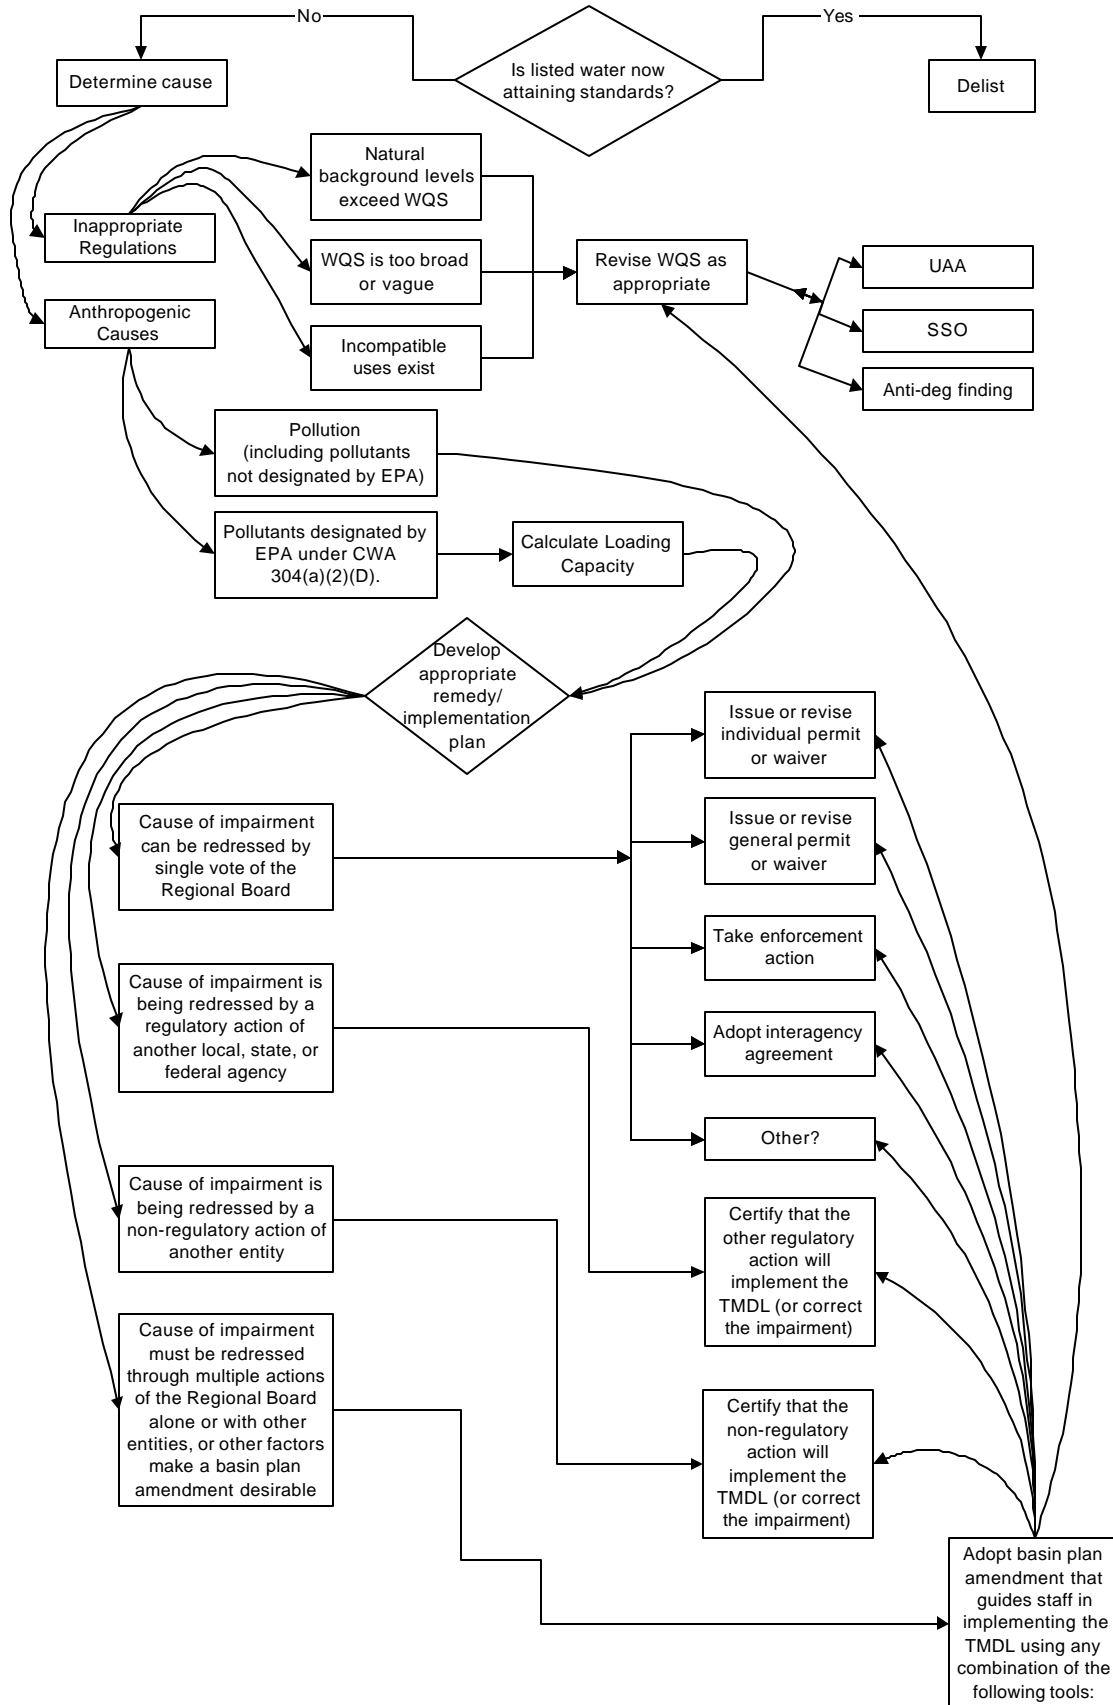 No
Yes
Is listed water now
attaining standards?
Determine cause
Delist
Natural
background levels
exceed WQS
Inappropriate
Regulations
WQS is too broad
or vague
Revise WQS as
appropriate
UAA
Anthropogenic
Causes
SSO
Incompatible
uses exist
Anti-deg finding
Pollution
(including pollutants
not designated by EPA)
Pollutants designated by
EPA under CWA
304(a)(2)(D).
Calculate Loading
Capacity
Develop
appropriate
remedy/
implementation
plan
Issue or revise
individual permit
or waiver
Cause of impairment
can be redressed by
single vote of the
Regional Board
Issue or revise
general permit
or waiver
Take enforcement
action
Cause of impairment is
being redressed by a
regulatory action of
another local, state, or
federal agency
Adopt interagency
agreement
Other?
Cause of impairment is
being redressed by a
non-regulatory action of
another entity
Certify that the
other regulatory
action will
implement the
TMDL (or correct
the impairment)
Cause of impairment
must be redressed
through multiple actions
of the Regional Board
alone or with other
entities, or other factors
make a basin plan
amendment desirable
Certify that the
non-regulatory
action will
implement the
TMDL (or correct
the impairment)
Adopt basin plan
amendment that
guides staff in
implementing the
TMDL using any
combination of the
following tools: